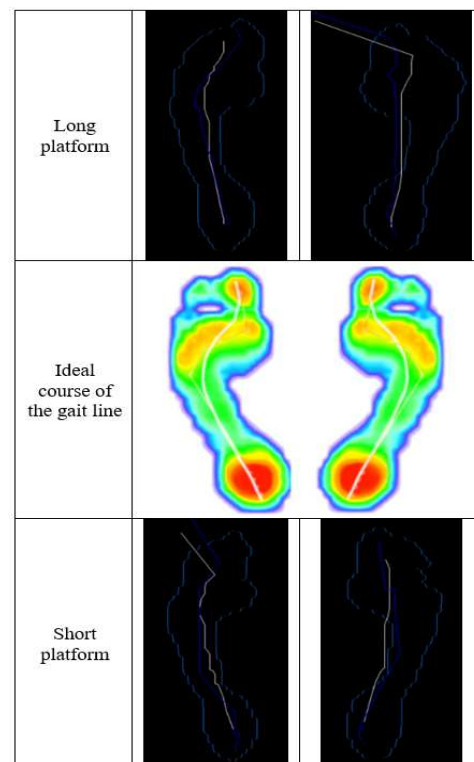 Long
platform
Ideal
course of
the gait line
Short
platform